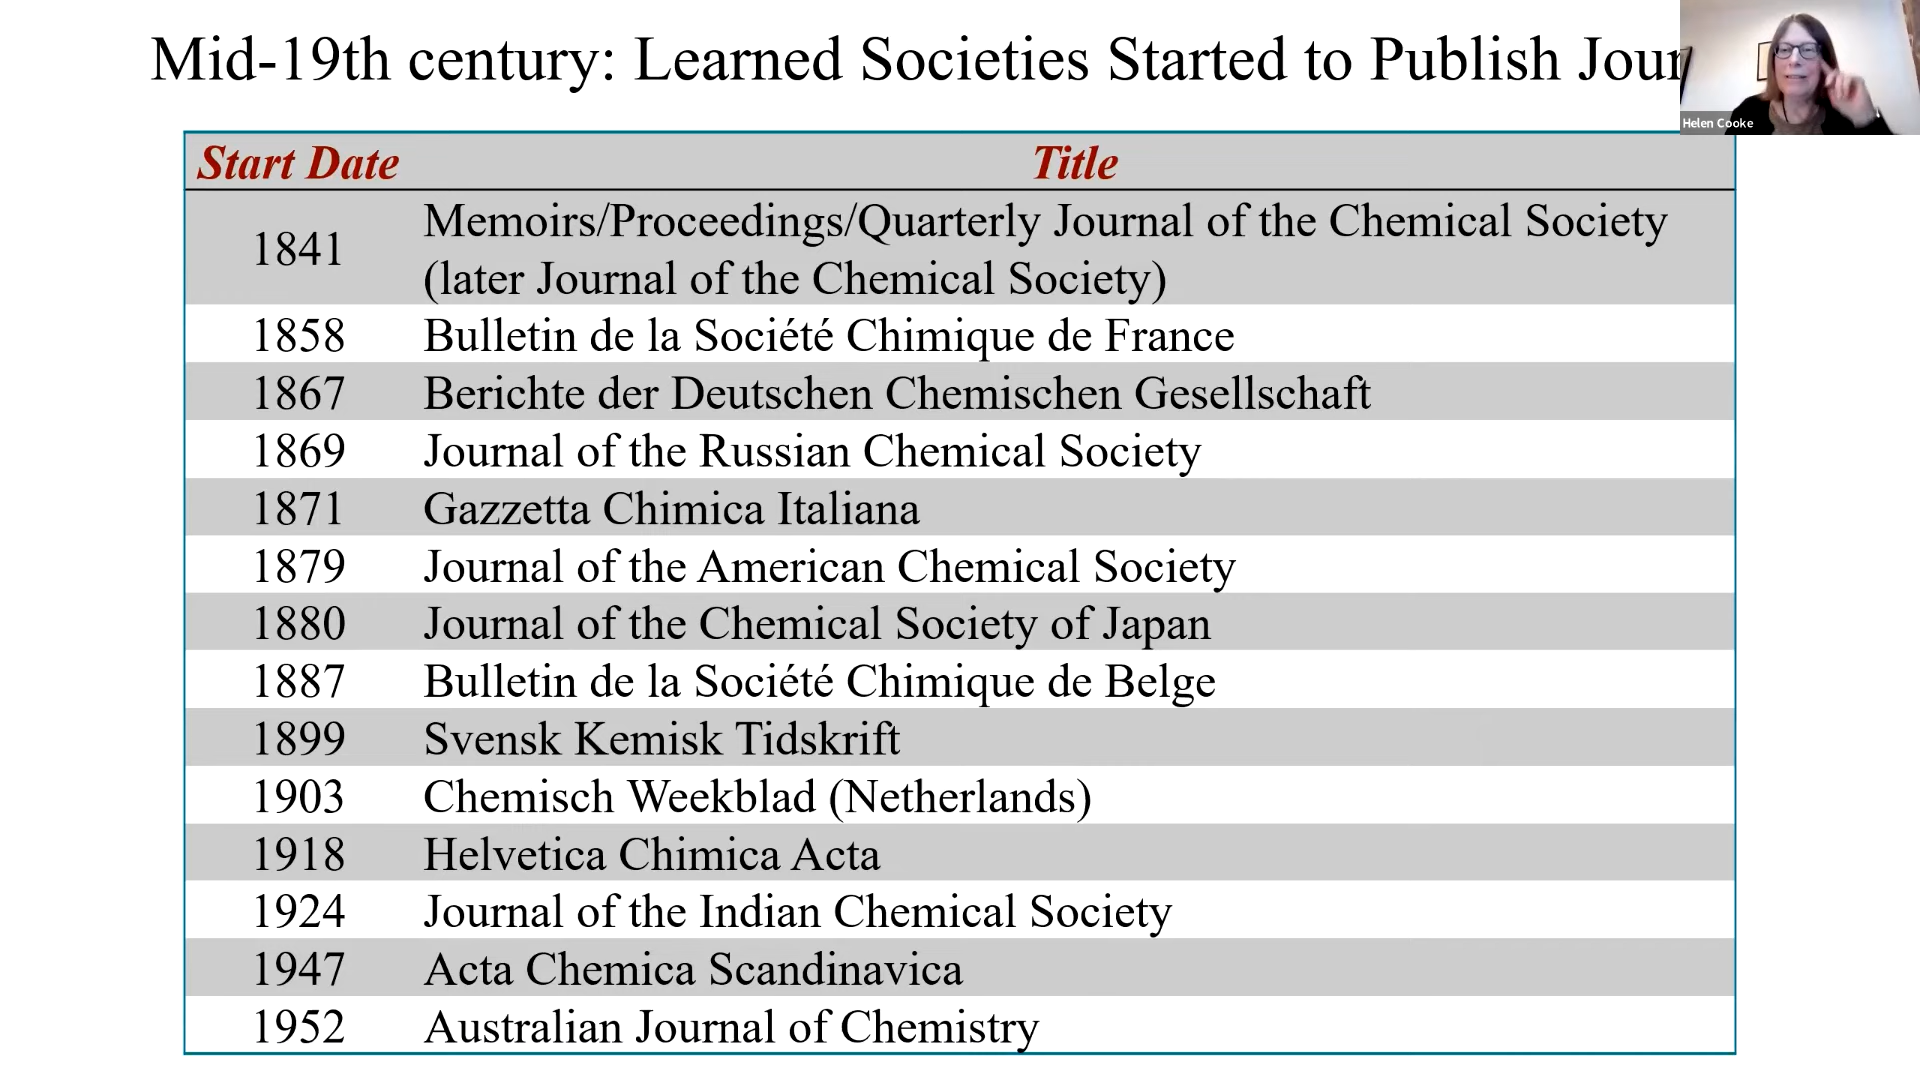 Mid-19th century: Learned Societies Started to Publish Jour
Helen Cooke
Start Date Title
1841 Memoirs/Proceedings/Quarterly Journal of the Chemical Society
(later Journal of the Chemical Society)
1858 Bulletin de la Société Chimique de France
1867 Berichte der Deutschen Chemischen Gesellschaft
1869 Journal of the Russian Chemical Society
1871 Gazzetta Chimica Italiana
1879 Journal of the American Chemical Society
1880 Journal of the Chemical Society of Japan
1887 Bulletin de la Société Chimique de Belge
1899 Svensk Kemisk Tidskrift
1903 Chemisch Weekblad (Netherlands)
1918 Helvetica Chimica Acta
1924 Journal of the Indian Chemical Society
1947 Acta Chemica Scandinavica
1952 Australian Journal of Chemistry